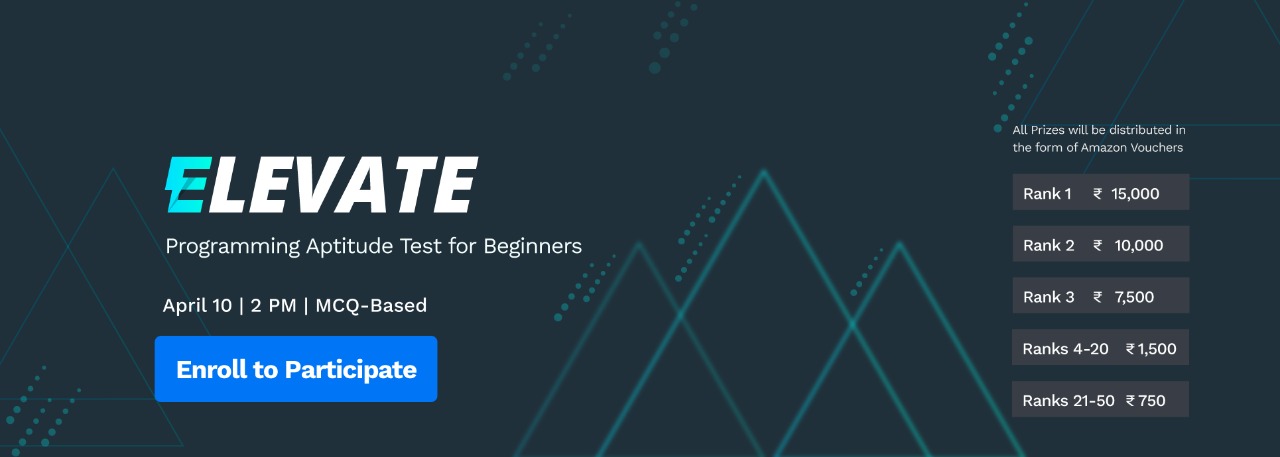 ELEVATE
Programming Aptitude Test for Beginners
April 10 | 2 PM | MCQ-Based
Enroll to Participate
All Prizes will be distributed in
the form of Amazon Vouchers
Rank 1 ₹ 15,000
Rank 2 ₹ 10,000
Rank 3 ₹ 7,500
Ranks 4-20 ₹ 1,500
Ranks 21-50 ₹ 750